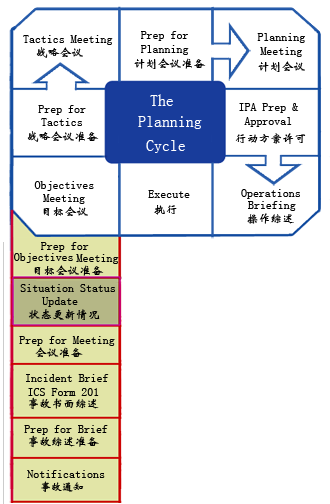 Tactics Meeting
战略会议
Prep for
Planning
计划会议准备
Planning
Meeting
计划会议
Prep for
Tactics
战略会议准备
The
Planning
Cycle
IPA Prep &
Approval
行动方案许可
Objectives
Meeting
目标会议
Execute
执行
Operations
Briefing
操作综述
Prep for
Objectives Meeting
目标会议准备
Situation Status
Update
状态更新情况
Prep for Meeting
会议准备
Incident Brief
ICS Form 201
事故书面综述
Prep for Brief
事故综述准备
Notifications
事故通知